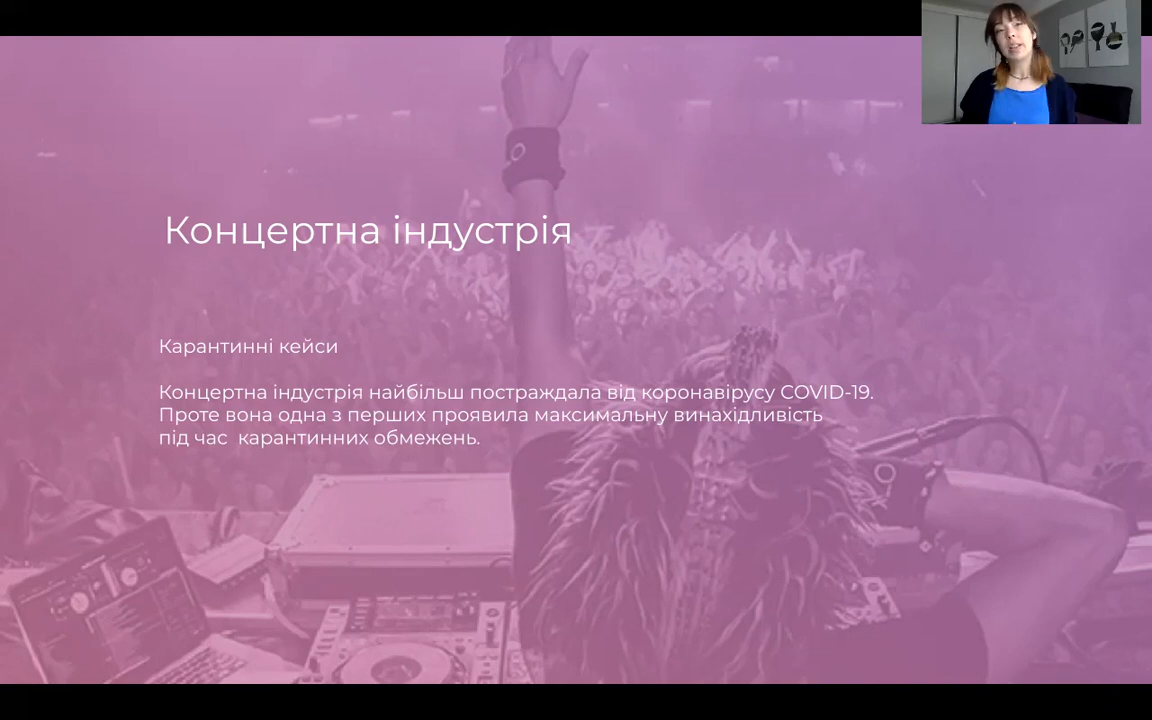 Концертна індустрія
Карантинні кейси
Концертна індустрія найбільш постраждала від коронавірусу COVID-19.
Проте вона одна з перших проявила максимальну винахідливість
під час  карантинних обмежень.